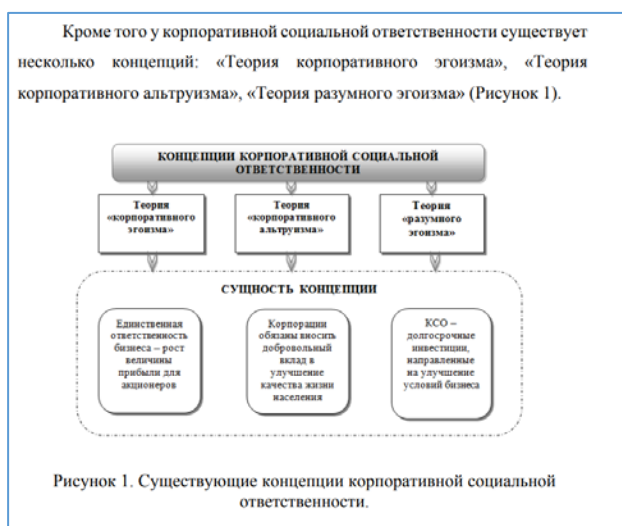 Кроме того у корпоративной социальной ответственности существует
несколько концепций: «Теория корпоративного эгоизма», «Теория
корпоративного альтруизма», «Теория разумного эгоизма» (Рисунок 1).
КОНЦЕПЦИИ КОРПОРАТИВНОЙ СОЦИАЛЬНОЙ
ОТВЕТСТВЕННОСТИ
Теория
«корпоративного
эгоизма»
Теория
«корпоративного
альтруизма»
Теория
«разумного
эгоизма»
СУЩНОСТЬ КОНЦЕПЦИИ
Единственная
ответственность
бизнеса – рост
величины
прибыли для
акционеров
Корпорации
обязаны вносить
добровольный
вклад в
улучшение
качества жизни
населения
КСО –
долгосрочные
инвестиции,
направленные
на улучшение
условий бизнеса
Рисунок 1. Существующие концепции корпоративной социальной
ответственности.